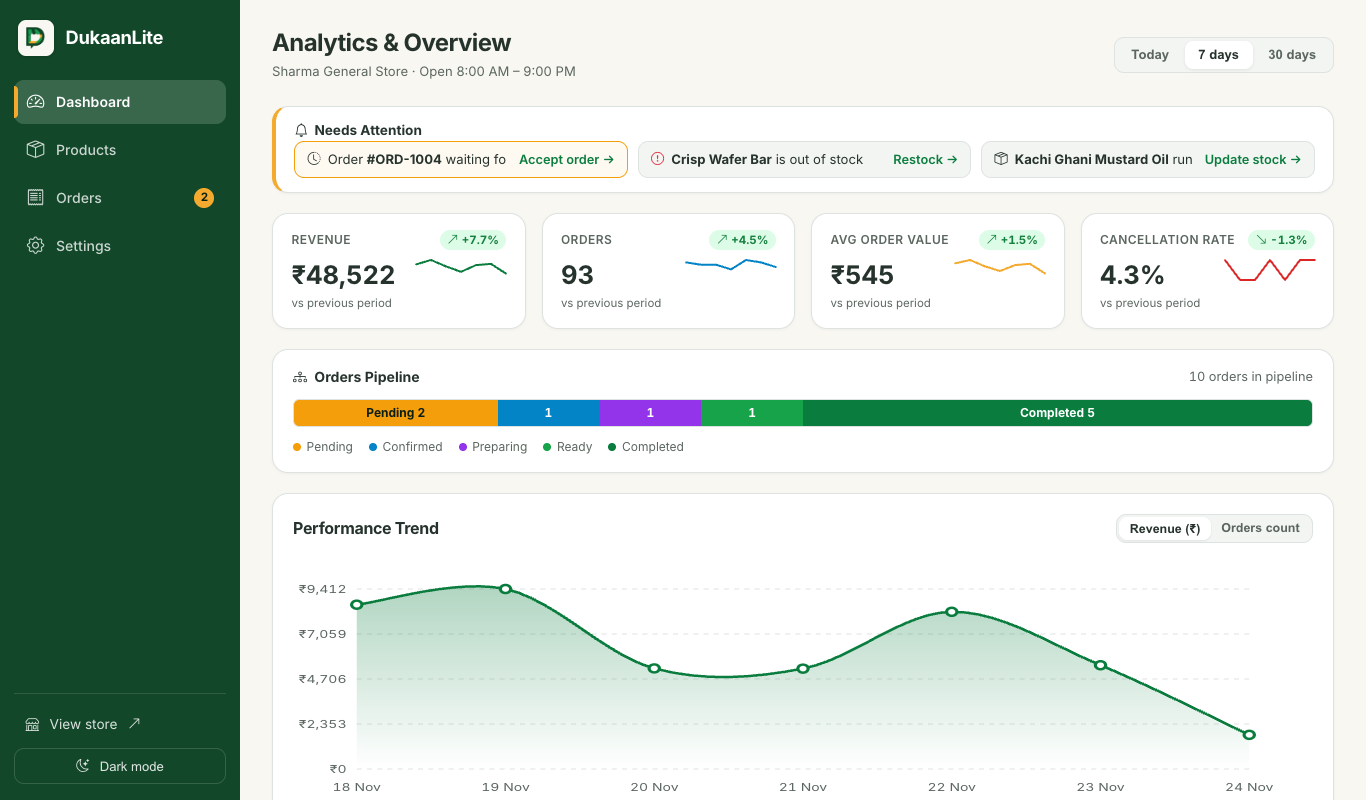 DukaanLite
Dashboard
Products
Orders 2
Settings
View store
Dark mode
Analytics & Overview
Sharma General Store · Open 8:00 AM – 9:00 PM
Today 7 days 30 days
Needs Attention
Order #ORD-1004 waiting fo Accept order →
Crisp Wafer Bar is out of stock Restock →
Kachi Ghani Mustard Oil run Update stock →
REVENUE ↗ +7.7%
₹48,522
vs previous period
ORDERS ↗ +4.5%
93
vs previous period
AVG ORDER VALUE ↗ +1.5%
₹545
vs previous period
CANCELLATION RATE ↘ -1.3%
4.3%
vs previous period
Orders Pipeline 10 orders in pipeline
Pending 2 1 1 1 Completed 5
Pending Confirmed Preparing Ready Completed
Performance Trend Revenue (₹) Orders count
₹9,412
₹7,059
₹4,706
₹2,353
₹0
18 Nov 19 Nov 20 Nov 21 Nov 22 Nov 23 Nov 24 Nov